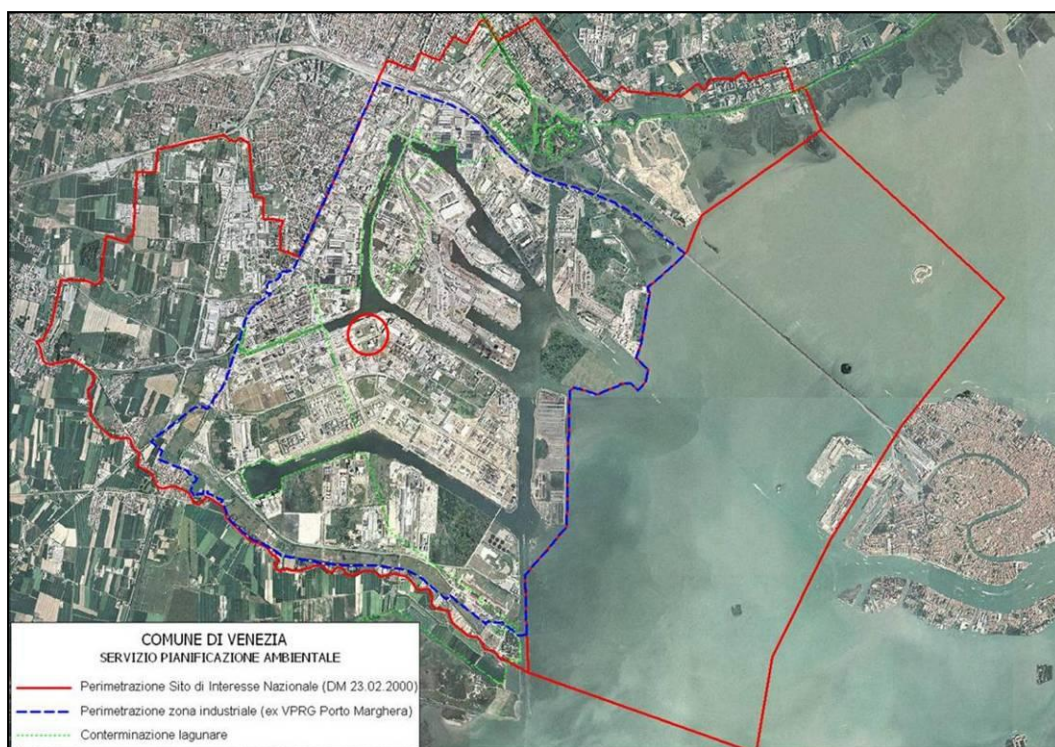 COMUNE DI VENEZIA
SERVIZIO PIANIFICAZIONE AMBIENTALE
Perimetrazione Sito di Interesse Nazionale (DM 23.02.2000)
Perimetrazione zona industriale (ex VPRG Porto Marghera)
Conterminazione lagunare